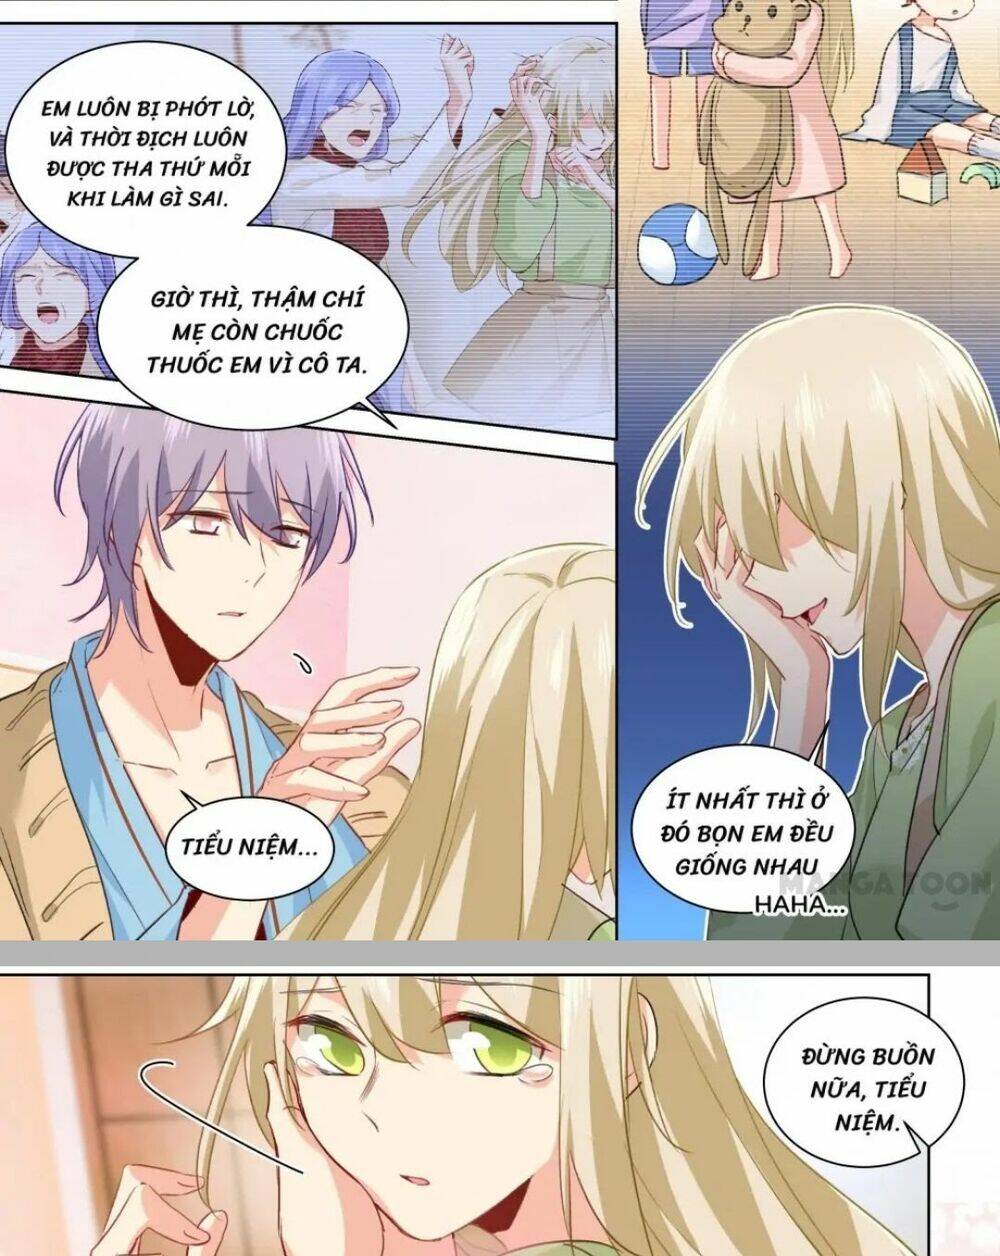 EM LUÔN BỊ PHỚT LỜ,
VÀ THỜI ĐỊCH LUÔN
ĐƯỢC THA THỨ MỖI
KHI LÀM GÌ SAI.
GIỜ THÌ, THẬM CHÍ
MẸ CÒN CHUỐC
THUỐC EM VÌ CÔ TA.
TIỂU NIỆM...
ÍT NHẤT THÌ Ở
ĐÓ BỌN EM ĐỀU
GIỐNG NHAU
HAHA...
MANGATOON
ĐỪNG BUỒN
NỮA, TIỂU
NIỆM.